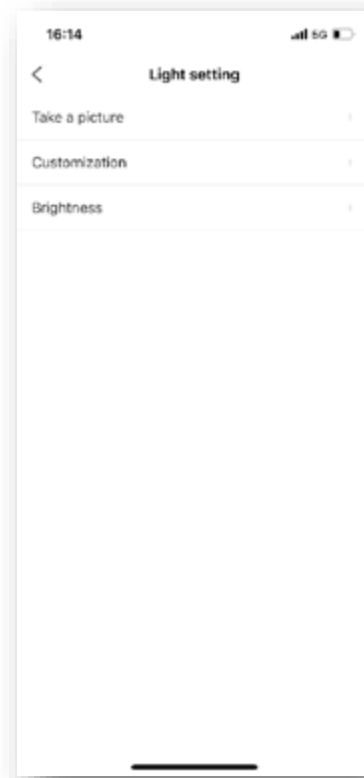 16:14 5G
Light setting
Take a picture
Customization
Brightness